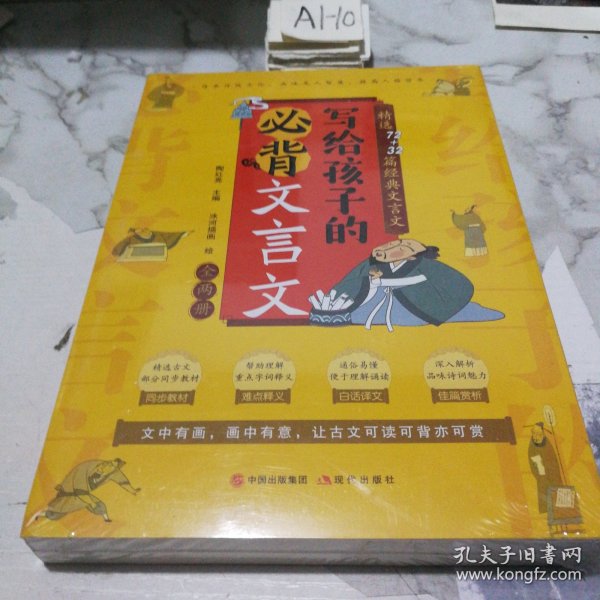 A1-10
精选72+32篇经典文言文
写给孩子的
必背文言文
陶红亮 主编
冰河插画 绘
全两册
精选古文
部分同步教材
同步教材
帮助理解
重点字词释义
难点释义
通俗易懂
便于理解诵读
白话译文
深入解析
品味诗词魅力
佳篇赏析
文中有画，画中有意，让古文可读可背亦可赏
中国出版集团
现代出版社
孔夫子旧书网
www.kongfz.com